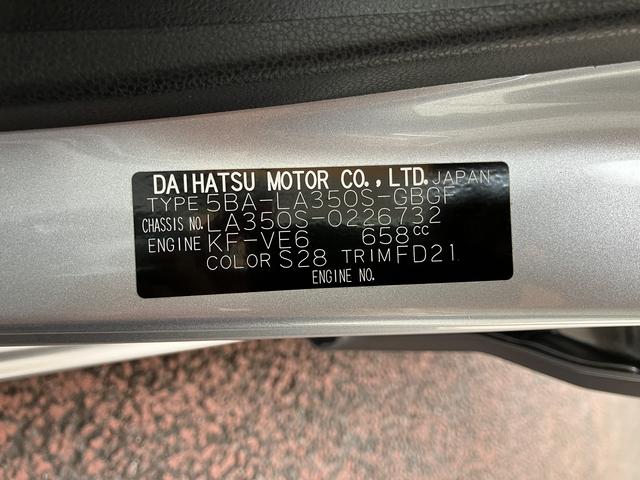 DAIHATSU MOTOR CO., LTD. JAPAN
TYPE 5BA-LA350S-GBGF
CHASSIS NO. LA350S-0226732
ENGINE KF-VE6 658cc
COLOR S28 TRIM FD21
ENGINE NO.